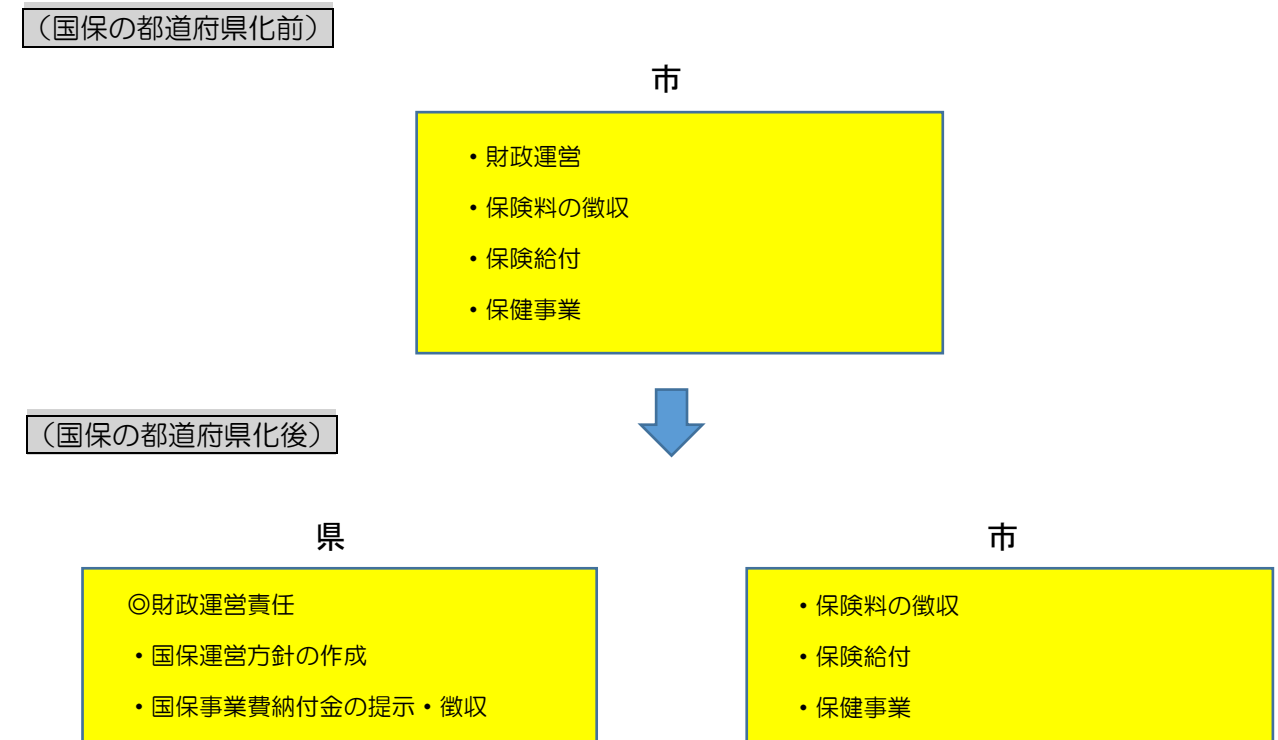 （国保の都道府県化前）
市
・財政運営
・保険料の徴収
・保険給付
・保健事業
（国保の都道府県化後）
県
◎財政運営責任
・国保運営方針の作成
・国保事業費納付金の提示・徴収
市
・保険料の徴収
・保険給付
・保健事業